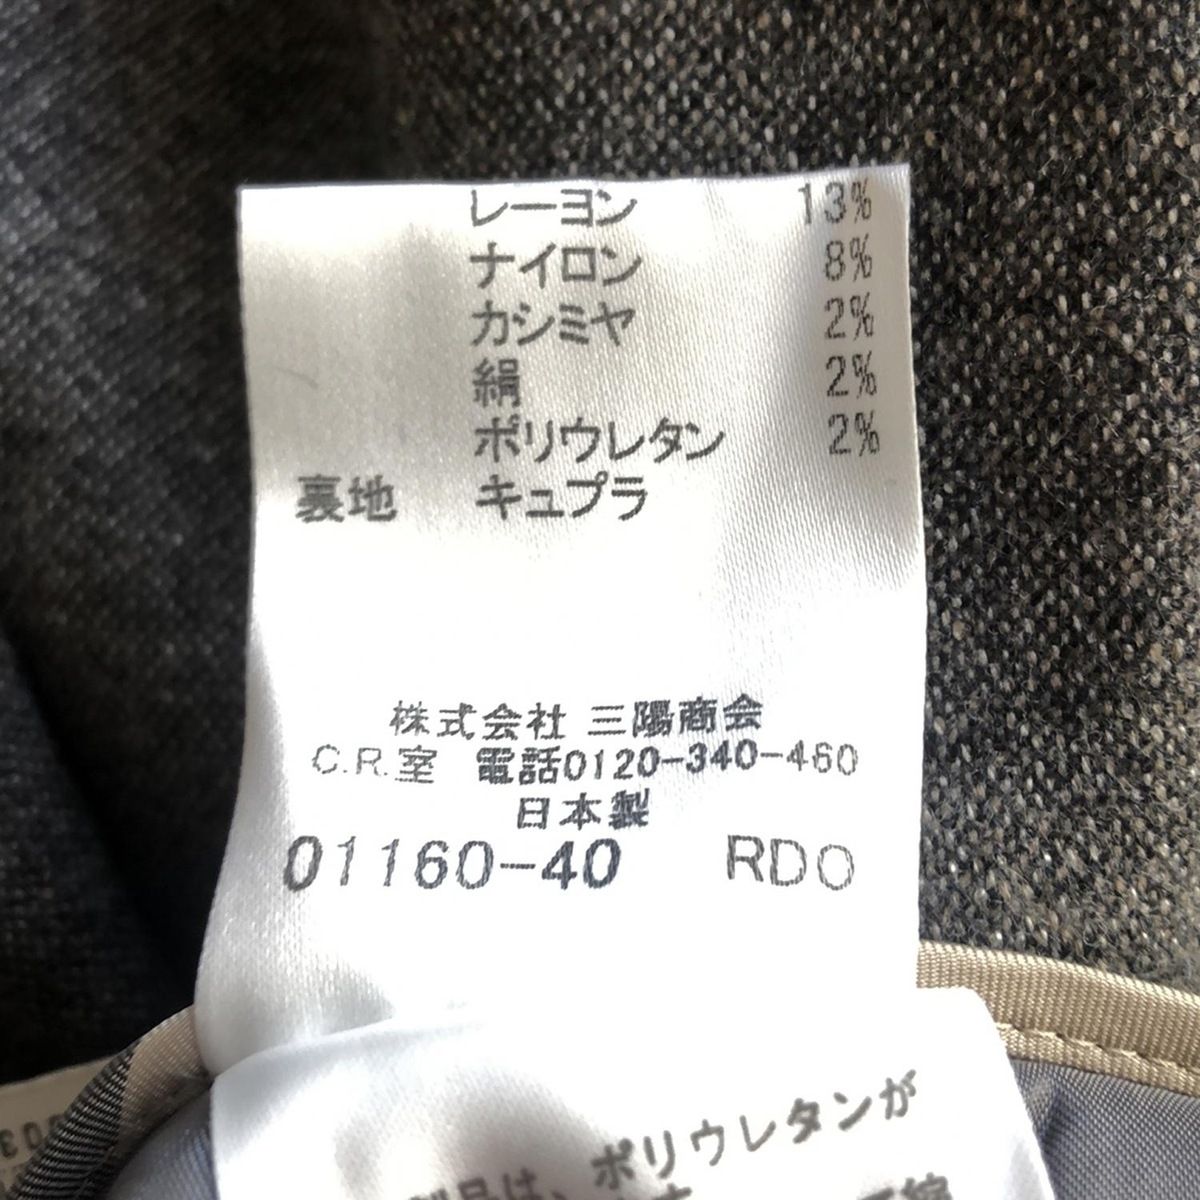 レーヨン 13%
ナイロン 8%
カシミヤ 2%
絹 2%
ポリウレタン 2%
裏地 キュプラ
株式会社 三陽商会
C.R.室 電話0120-340-460
日本製
01160-40 RDO
ポリウレタンが
製品は、